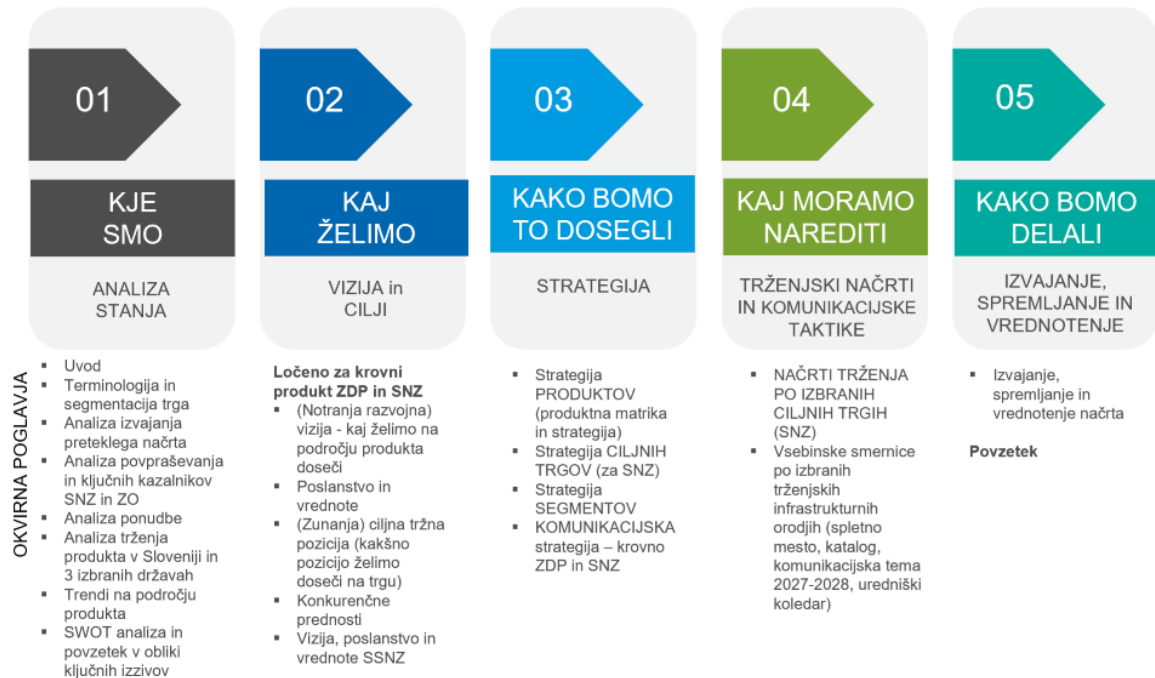 01
KJE
SMO
ANALIZA
STANJA
02
KAJ
ŽELIMO
VIZIJA in
CILJI
03
KAKO BOMO
TO DOSEGLI
STRATEGIJA
04
KAJ MORAMO
NAREDITI
TRŽENJSKI NAČRTI
IN KOMUNIKACIJSKE
TAKTIKE
05
KAKO BOMO
DELALI
IZVAJANJE,
SPREMLJANJE IN
VREDNOTENJE
OKVIRNA POGLAVJA
▪ Uvod
▪ Terminologija in
segmentacija trga
▪ Analiza izvajanja
preteklega načrta
▪ Analiza povpraševanja
in ključnih kazalnikov
SNZ in ZO
▪ Analiza ponudbe
▪ Analiza trženja
produkta v Sloveniji in
3 izbranih državah
▪ Trendi na področju
produkta
▪ SWOT analiza in
povzetek v obliki
ključnih izzivov
Ločeno za krovni
produkt ZDP in SNZ
▪ (Notranja razvojna)
vizija - kaj želimo na
področju produkta
doseči
▪ Poslanstvo in
vrednote
▪ (Zunanja) ciljna tržna
pozicija (kakšno
pozicijo želimo
doseči na trgu)
▪ Konkurenčne
prednosti
▪ Vizija, poslanstvo in
vrednote SSNZ
▪ Strategija
PRODUKTOV
(produktna matrika
in strategija)
▪ Strategija CILJNIH
TRGOV (za SNZ)
▪ Strategija
SEGMENTOV
▪ KOMUNIKACIJSKA
strategija – krovno
ZDP in SNZ
▪ NAČRTI TRŽENJA
PO IZBRANIH
CILJNIH TRGIH
(SNZ)
▪ Vsebinske smernice
po izbranih
trženjskih
infrastrukturnih
orodjih (spletno
mesto, katalog,
komunikacijska tema
2027-2028, uredniški
koledar)
▪ Izvajanje,
spremljanje in
vrednotenje načrta
Povzetek